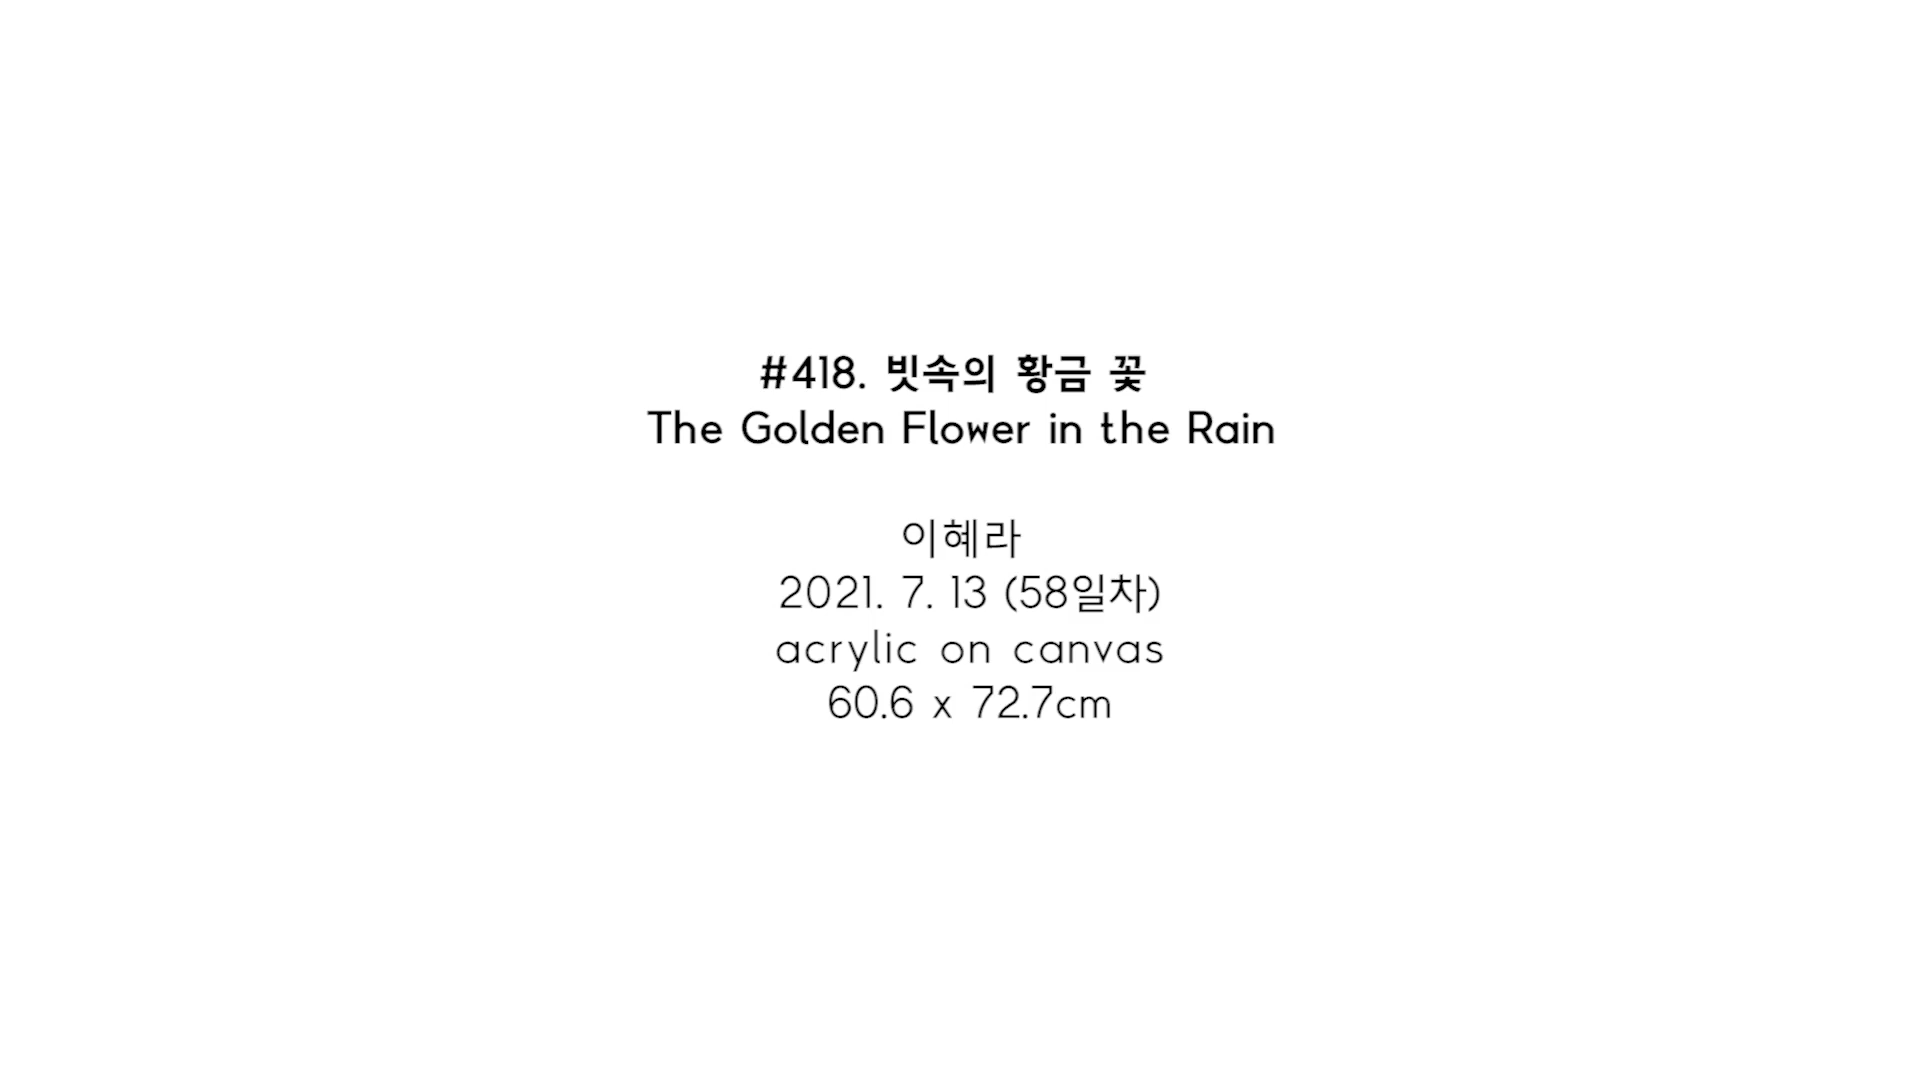 #418. 빗속의 황금 꽃
The Golden Flower in the Rain
이혜라
2021. 7. 13 (58일차)
acrylic on canvas
60.6 x 72.7cm